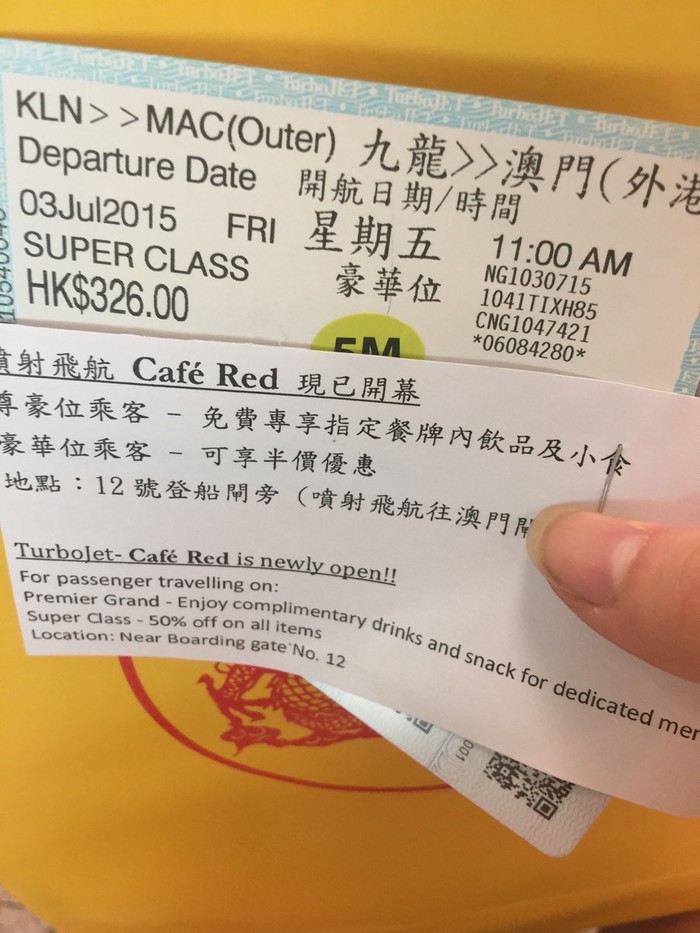 KLN>>MAC(Outer) 九龍>>澳門(外港
Departure Date 開航日期/時間
03Jul2015 FRI 星期五 11:00 AM
SUPER CLASS 豪華位 NG1030715
HK$326.00 1041TIXH85
CNG1047421
*06084280*
5M
噴射飛航 Café Red 現已開幕
尊豪位乘客 - 免費專享指定餐牌內飲品及小食
豪華位乘客 - 可享半價優惠
地點：12 號登船閘旁 (噴射飛航往澳門閘
TurboJet- Café Red is newly open!!
For passenger travelling on:
Premier Grand - Enjoy complimentary drinks and snack for dedicated
Super Class - 50% off on all items
Location: Near Boarding gate No. 12
001